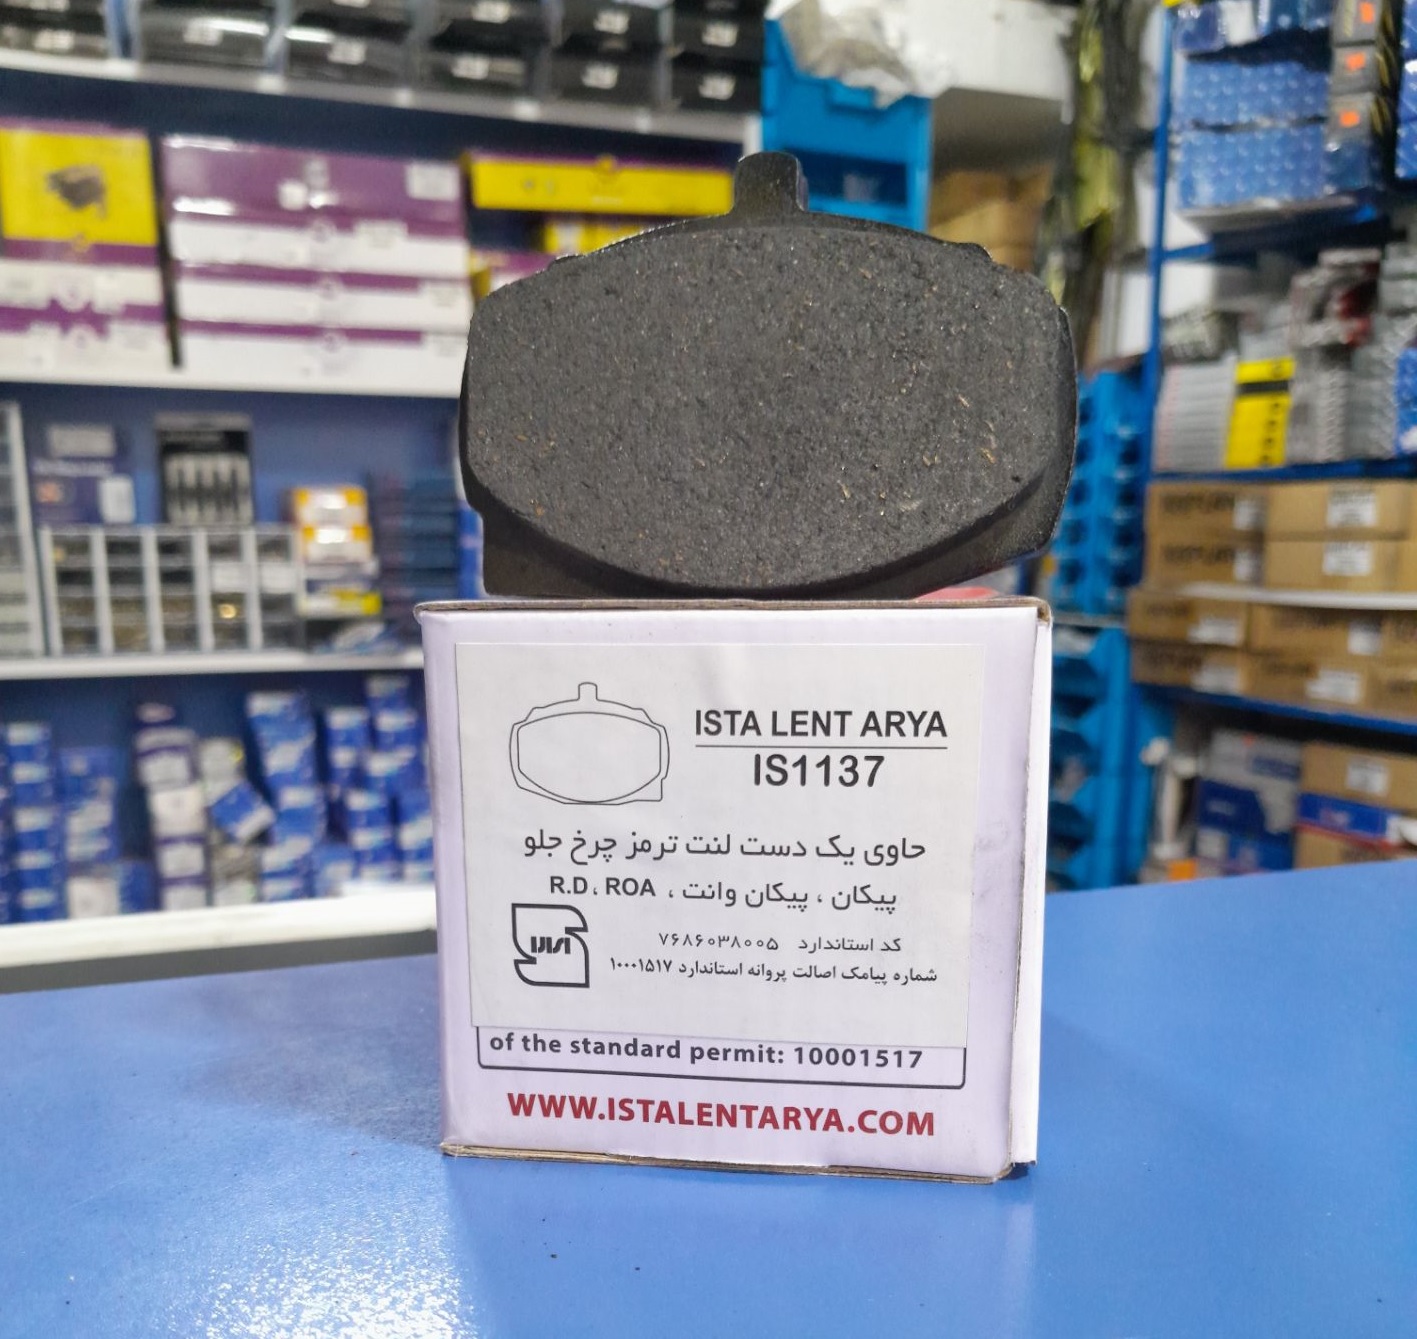 ISTA LENT ARYA
IS1137
حاوی یک دست لنت ترمز چرخ جلو
پیکان ، پیکان وانت ، R.D ، ROA
کد استاندارد ۷۶۸۶۰۳۸۰۰۵
شماره پیامک اصالت پروانه استاندارد ۱۰۰۰۱۵۱۷
of the standard permit: 10001517
WWW.ISTALENTARYA.COM